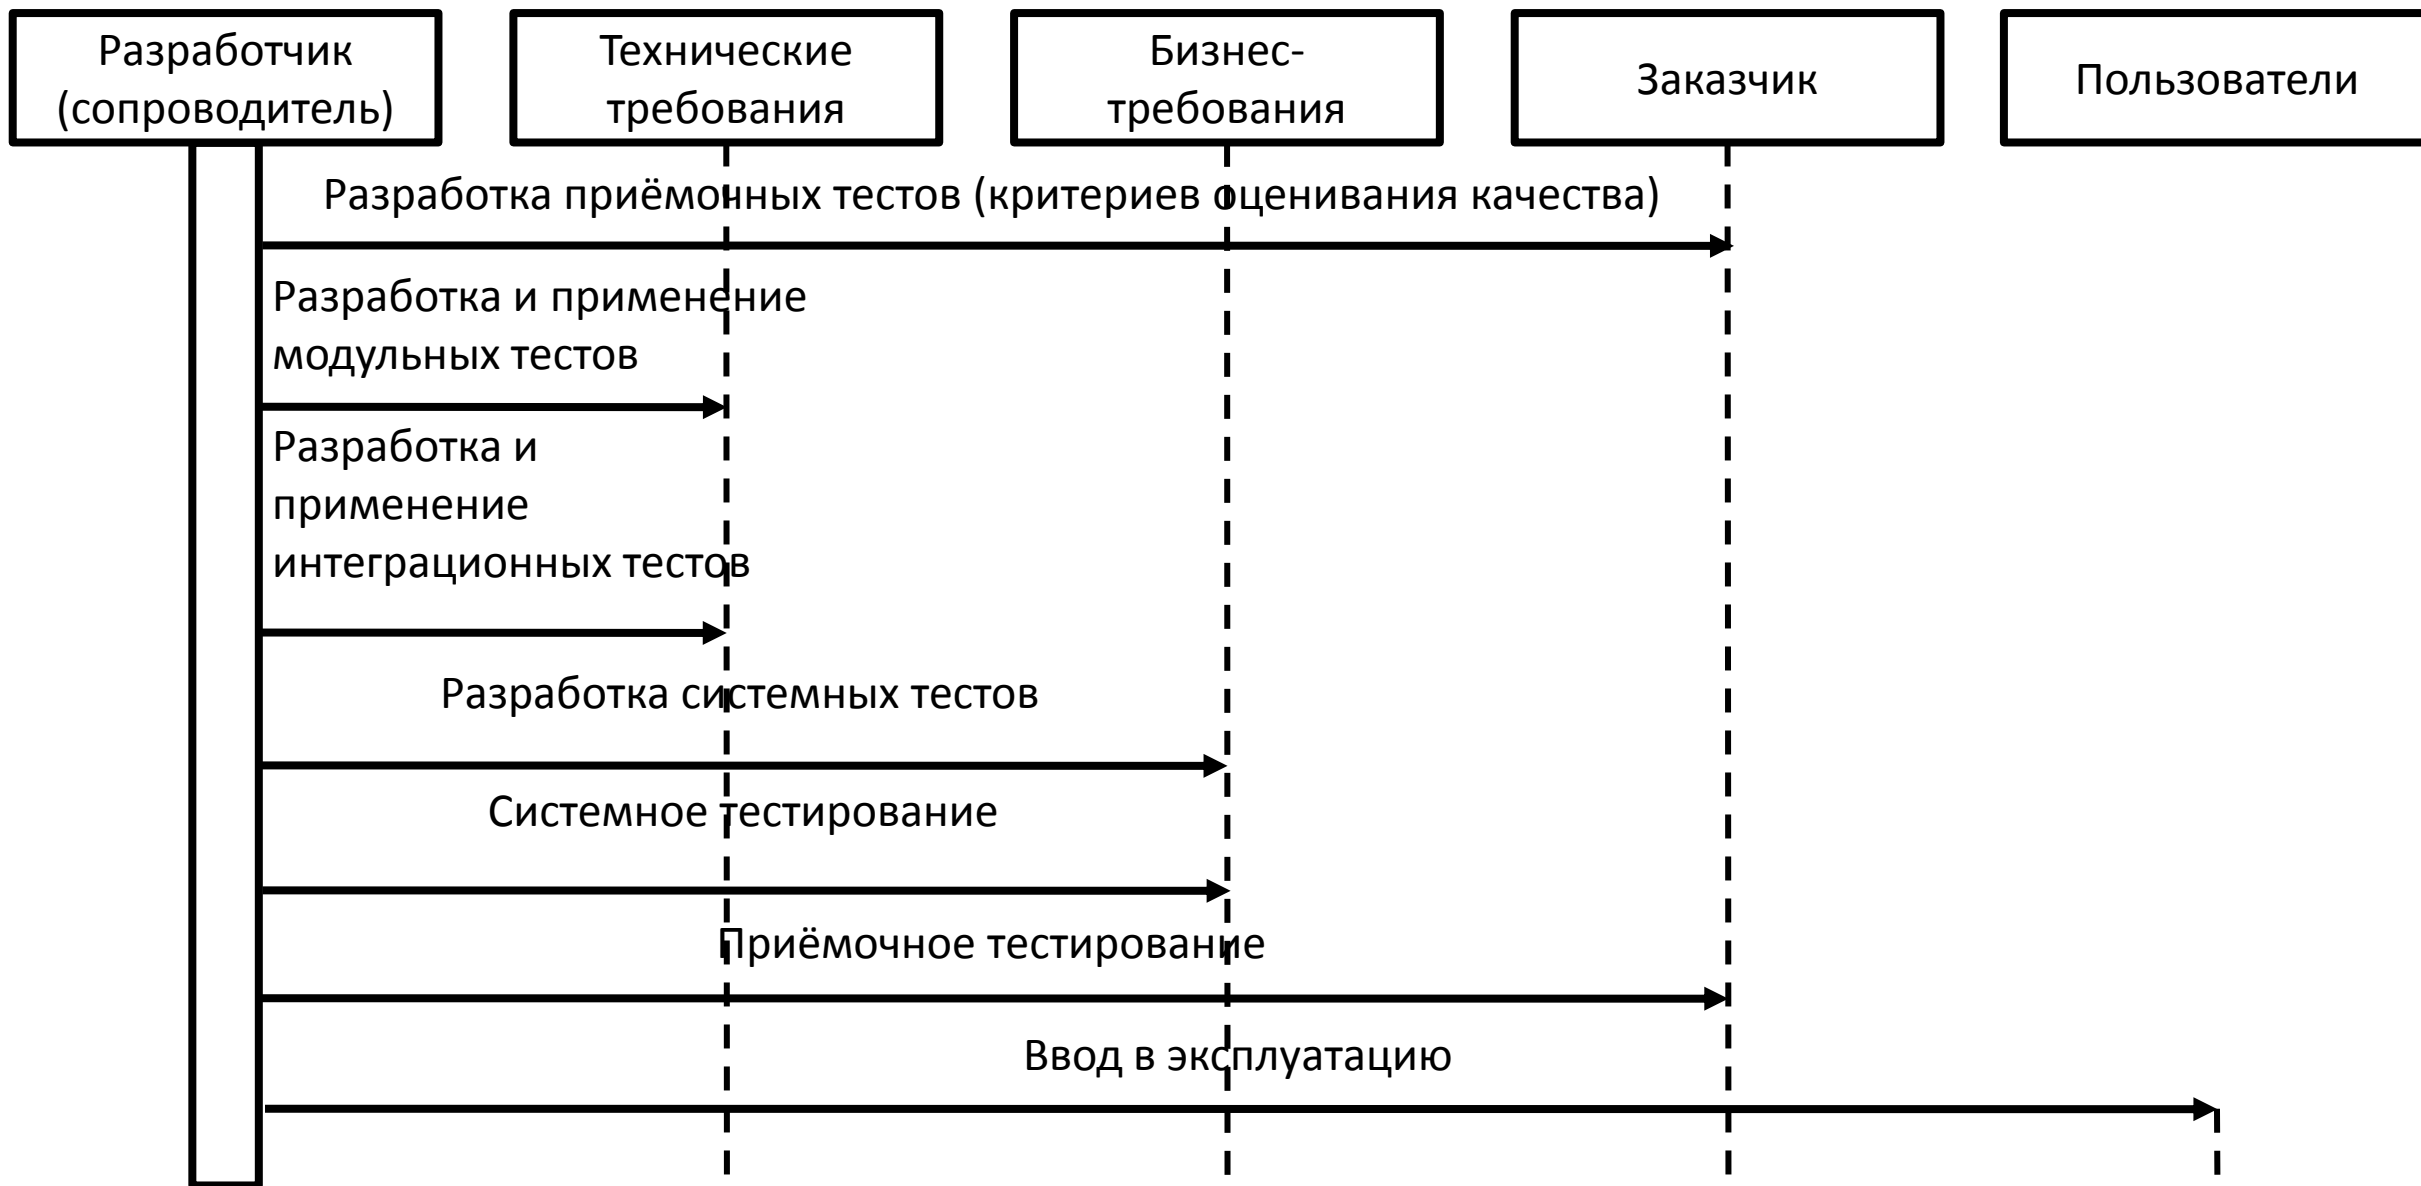 Разработчик
(сопроводитель)
Технические
требования
Бизнес-
требования
Заказчик
Пользователи
Разработка приёмочных тестов (критериев оценивания качества)
Разработка и применение
модульных тестов
Разработка и
применение
интеграционных тестов
Разработка системных тестов
Системное тестирование
Приёмочное тестирование
Ввод в эксплуатацию